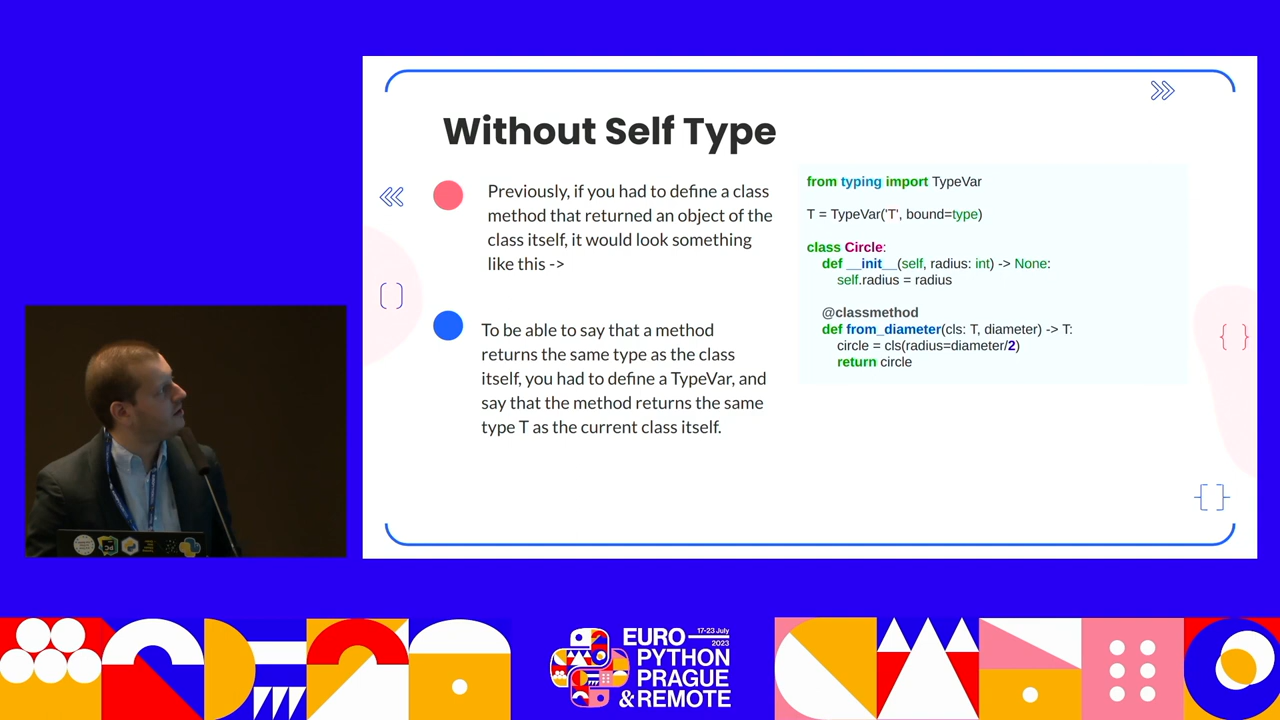 Without Self Type
Previously, if you had to define a class
method that returned an object of the
class itself, it would look something
like this ->
To be able to say that a method
returns the same type as the class
itself, you had to define a TypeVar, and
say that the method returns the same
type T as the current class itself.
from typing import TypeVar
T = TypeVar('T', bound=type)
class Circle:
    def __init__(self, radius: int) -> None:
        self.radius = radius
    @classmethod
    def from_diameter(cls: T, diameter) -> T:
        circle = cls(radius=diameter/2)
        return circle
{ }
17-23 July
2023
EURO
PYTHON
PRAGUE
& REMOTE